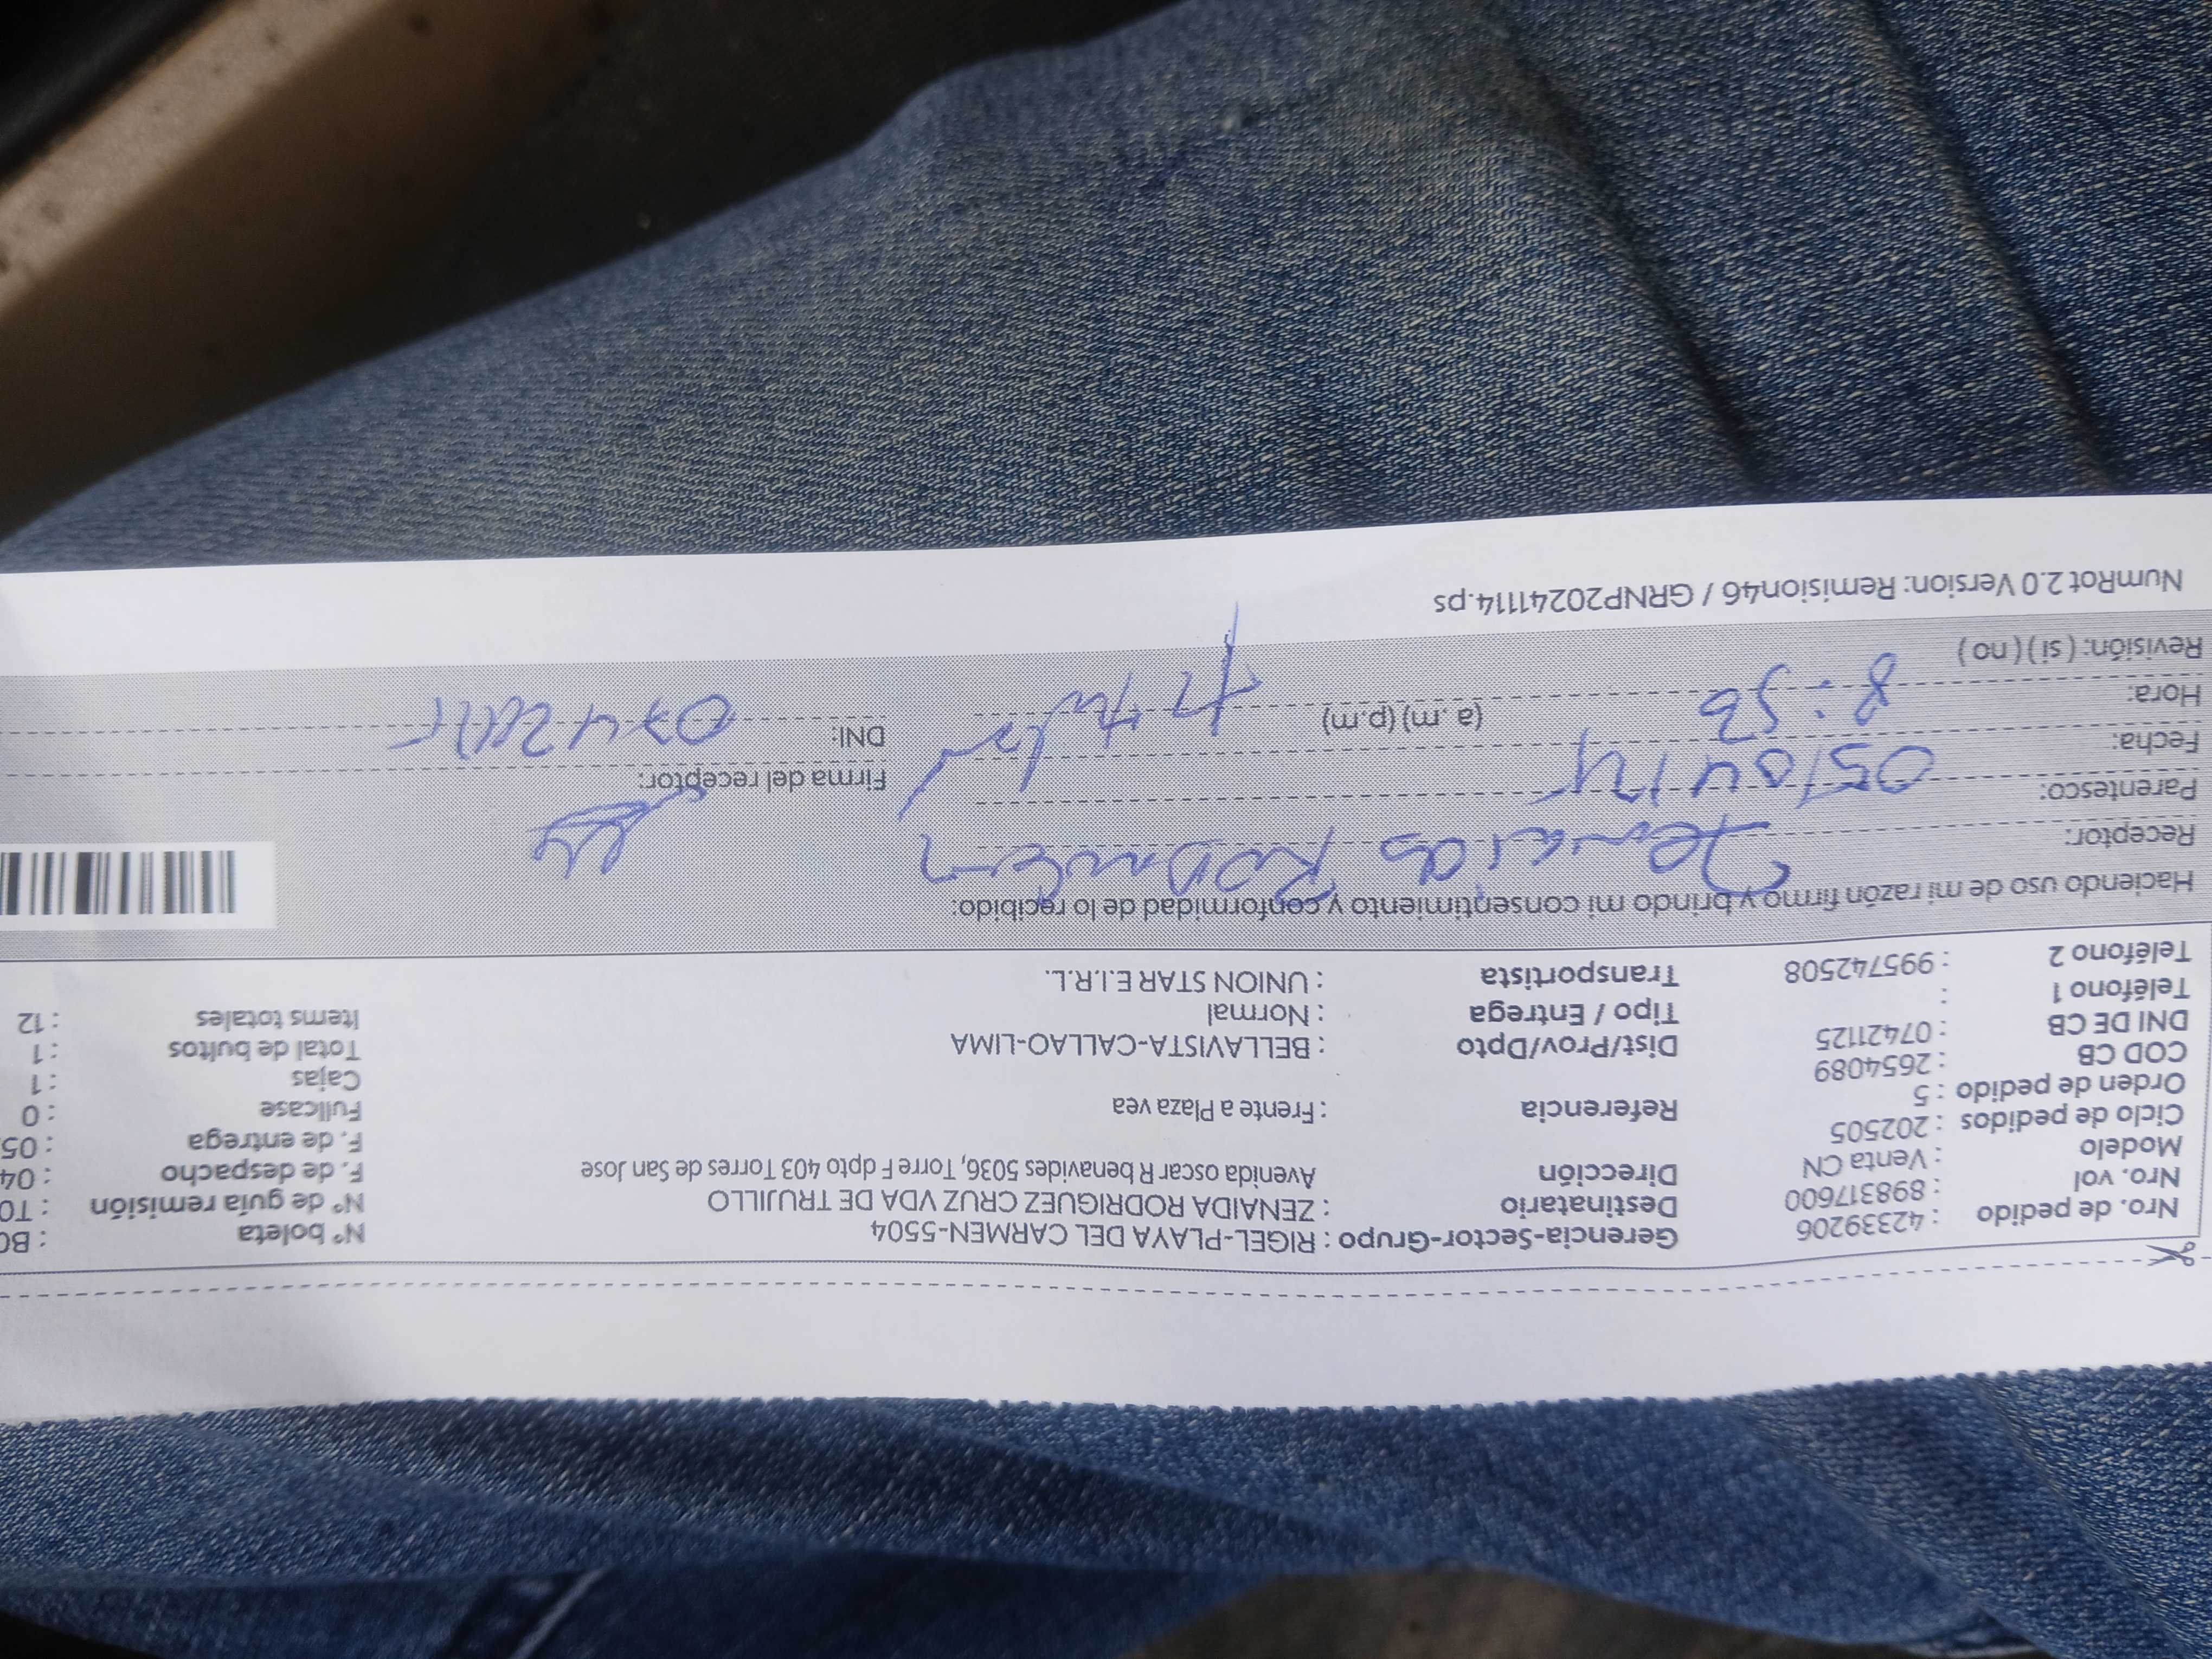 Nro. de pedido : 42339206 Gerencia-Sector-Grupo : RIGEL-PLAYA DEL CARMEN-5504 N° boleta : B0
Nro. vol : 898317600 Destinatario : ZENAIDA RODRIGUEZ CRUZ VDA DE TRUJILLO N° de guía remisión : T0
Modelo : Venta CN Dirección Avenida oscar R benavides 5036, Torre F dpto 403 Torres de San Jose F. de despacho : 04
Ciclo de pedidos : 202505 F. de entrega : 05
Orden de pedido : 5 Referencia : Frente a Plaza vea Fullcase : 0
COD CB : 2654089 Cajas : 1
DNI DE CB : 07421125 Dist/Prov/Dpto : BELLAVISTA-CALLAO-LIMA Total de bultos : 1
Teléfono 1 : Tipo / Entrega : Normal Items totales : 12
Teléfono 2 : 995742508 Transportista : UNION STAR E.I.R.L.
Haciendo uso de mi razón firmo y brindo mi consentimiento y conformidad de lo recibido:
Receptor: Zenaida Rodriguez
Parentesco: Firma del receptor:
Fecha: 05/04/
Hora: 8:56 (a.m) (p.m) titular DNI:
Revisión: ( si ) ( no )
NumRot 2.0 Version: Remision46 / GRNP20241114.ps